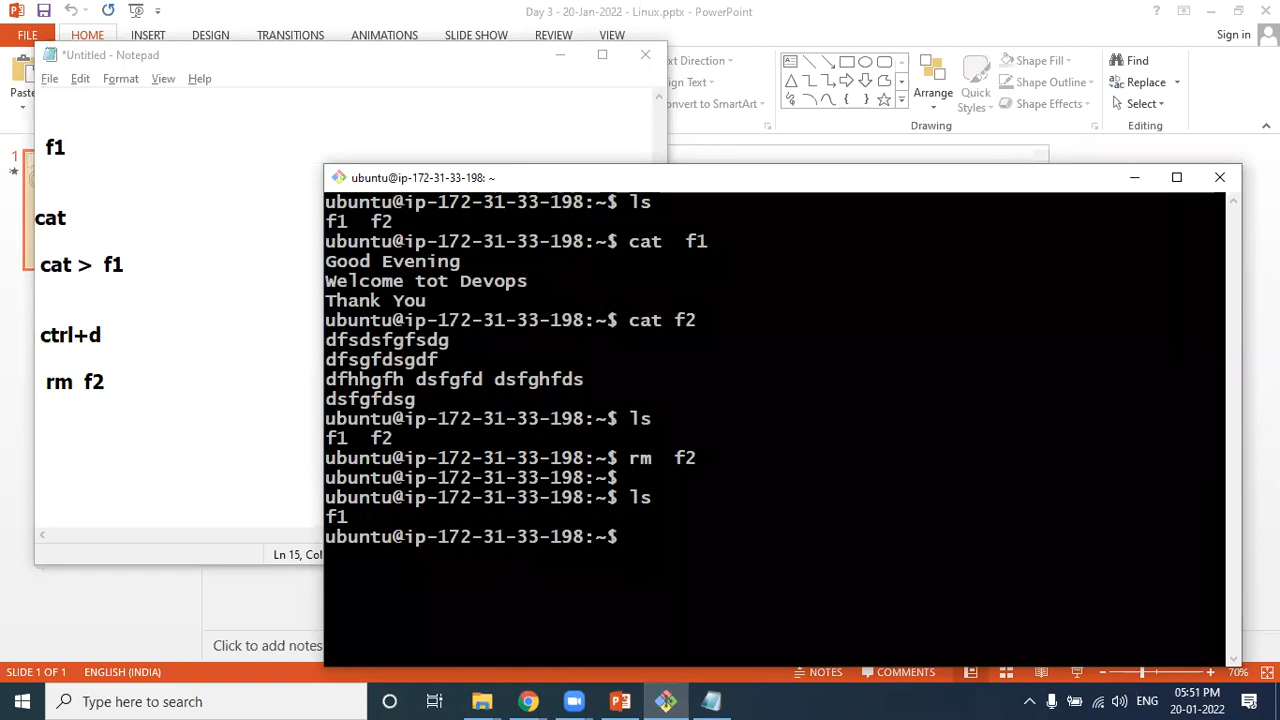 Day 3 - 20-Jan-2022 - Linux.pptx - PowerPoint
FILE HOME INSERT DESIGN TRANSITIONS ANIMATIONS SLIDE SHOW REVIEW VIEW Sign in
*Untitled - Notepad
File Edit Format View Help
Paste
Arrange
Quick Styles
Shape Fill
Shape Outline
Shape Effects
Drawing
Find
Replace
Select
Editing
1
f1
cat
cat > f1
ctrl+d
rm f2
Ln 15, Col
ubuntu@ip-172-31-33-198: ~
ubuntu@ip-172-31-33-198:~$ ls
f1 f2
ubuntu@ip-172-31-33-198:~$ cat f1
Good Evening
Welcome tot Devops
Thank You
ubuntu@ip-172-31-33-198:~$ cat f2
dfsdsfgfsdg
dfsgfdsgdf
dfhhgfh dsfgfd dsfghfds
dsfgfdsg
ubuntu@ip-172-31-33-198:~$ ls
f1 f2
ubuntu@ip-172-31-33-198:~$ rm f2
ubuntu@ip-172-31-33-198:~$
ubuntu@ip-172-31-33-198:~$ ls
f1
ubuntu@ip-172-31-33-198:~$
Click to add notes
SLIDE 1 OF 1 ENGLISH (INDIA) NOTES COMMENTS 70%
Type here to search
ENG
05:51 PM
20-01-2022